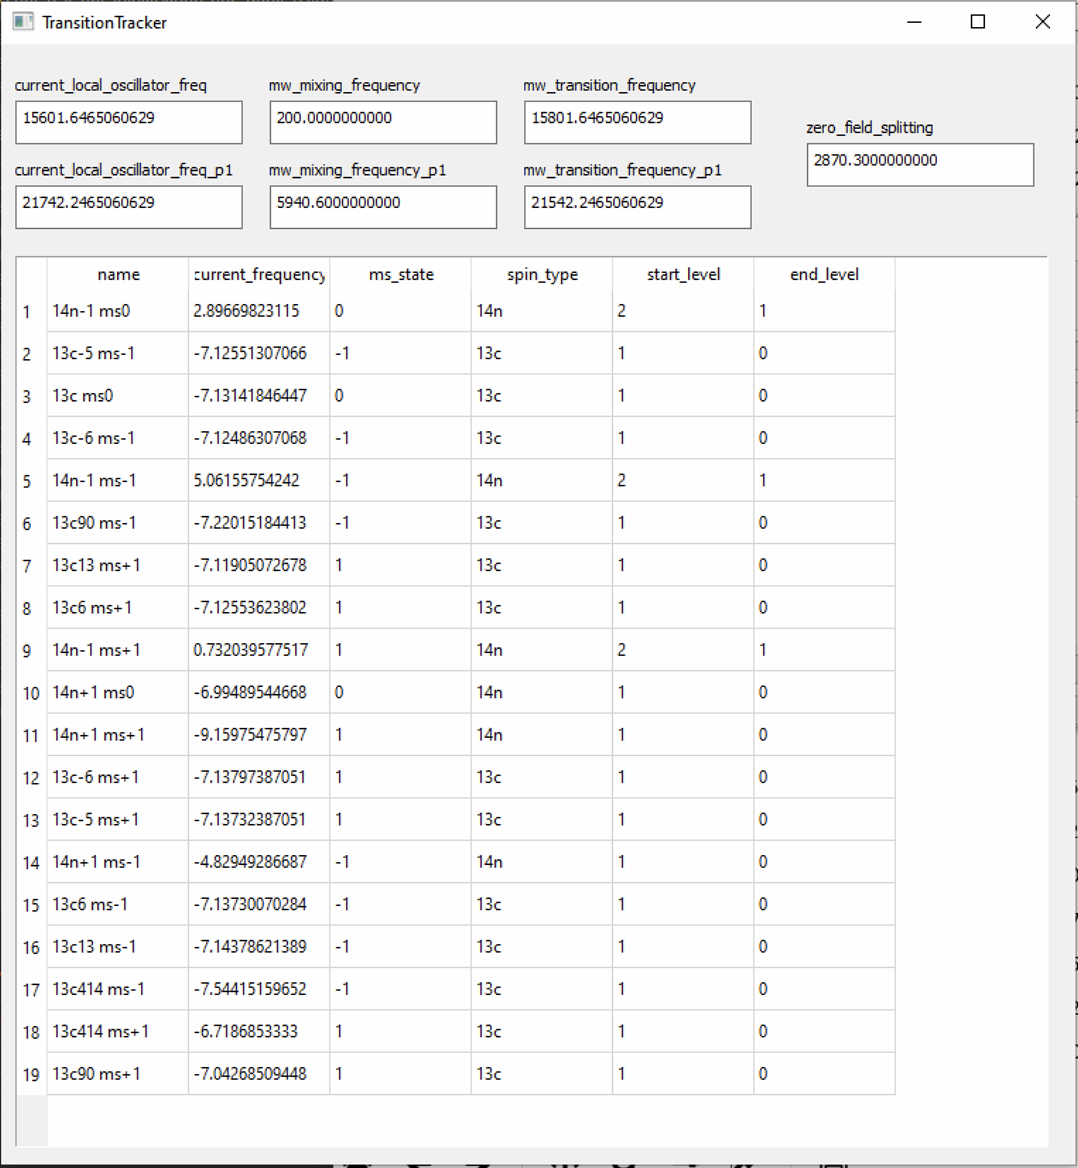 TransitionTracker
current_local_oscillator_freq mw_mixing_frequency mw_transition_frequency
15601.6465060629 200.0000000000 15801.6465060629
zero_field_splitting
2870.3000000000
current_local_oscillator_freq_p1 mw_mixing_frequency_p1 mw_transition_frequency_p1
21742.2465060629 5940.6000000000 21542.2465060629
name current_frequency ms_state spin_type start_level end_level
1 14n-1 ms0 2.89669823115 0 14n 2 1
2 13c-5 ms-1 -7.12551307066 -1 13c 1 0
3 13c ms0 -7.13141846447 0 13c 1 0
4 13c-6 ms-1 -7.12486307068 -1 13c 1 0
5 14n-1 ms-1 5.06155754242 -1 14n 2 1
6 13c90 ms-1 -7.22015184413 -1 13c 1 0
7 13c13 ms+1 -7.11905072678 1 13c 1 0
8 13c6 ms+1 -7.12553623802 1 13c 1 0
9 14n-1 ms+1 0.732039577517 1 14n 2 1
10 14n+1 ms0 -6.99489544668 0 14n 1 0
11 14n+1 ms+1 -9.15975475797 1 14n 1 0
12 13c-6 ms+1 -7.13797387051 1 13c 1 0
13 13c-5 ms+1 -7.13732387051 1 13c 1 0
14 14n+1 ms-1 -4.82949286687 -1 14n 1 0
15 13c6 ms-1 -7.13730070284 -1 13c 1 0
16 13c13 ms-1 -7.14378621389 -1 13c 1 0
17 13c414 ms-1 -7.54415159652 -1 13c 1 0
18 13c414 ms+1 -6.7186853333 1 13c 1 0
19 13c90 ms+1 -7.04268509448 1 13c 1 0